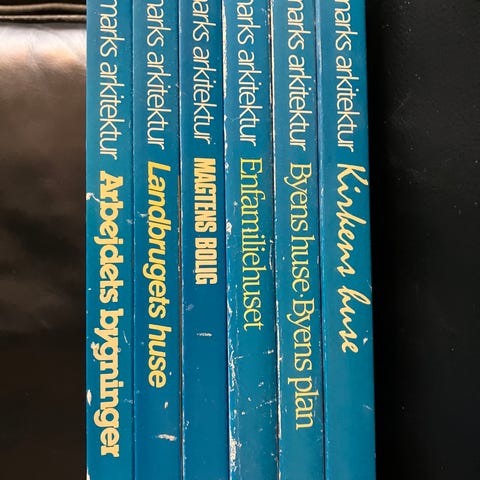 marks arkitektur Arbejdets bygninger
marks arkitektur Landbrugets huse
marks arkitektur MAGTENS BOLIG
marks arkitektur Enfamiliehuset
marks arkitektur Byens huse·Byens plan
marks arkitektur Kirkens huse